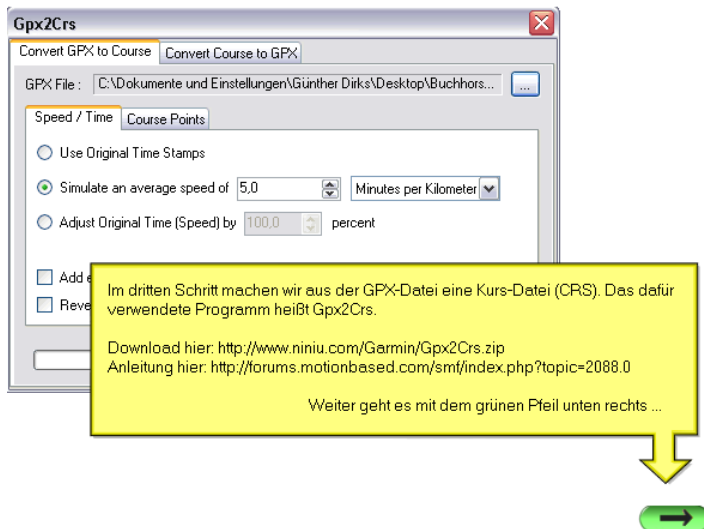 Gpx2Crs
Convert GPX to Course
Convert Course to GPX
GPX File : C:\Dokumente und Einstellungen\Günther Dirks\Desktop\Buchhors... ...
Speed / Time
Course Points
Use Original Time Stamps
Simulate an average speed of 5,0 Minutes per Kilometer
Adjust Original Time (Speed) by 100,0 percent
Add
Reve
Im dritten Schritt machen wir aus der GPX-Datei eine Kurs-Datei (CRS). Das dafür
verwendete Programm heißt Gpx2Crs.
Download hier: http://www.niniu.com/Garmin/Gpx2Crs.zip
Anleitung hier: http://forums.motionbased.com/smf/index.php?topic=2088.0
Weiter geht es mit dem grünen Pfeil unten rechts ...